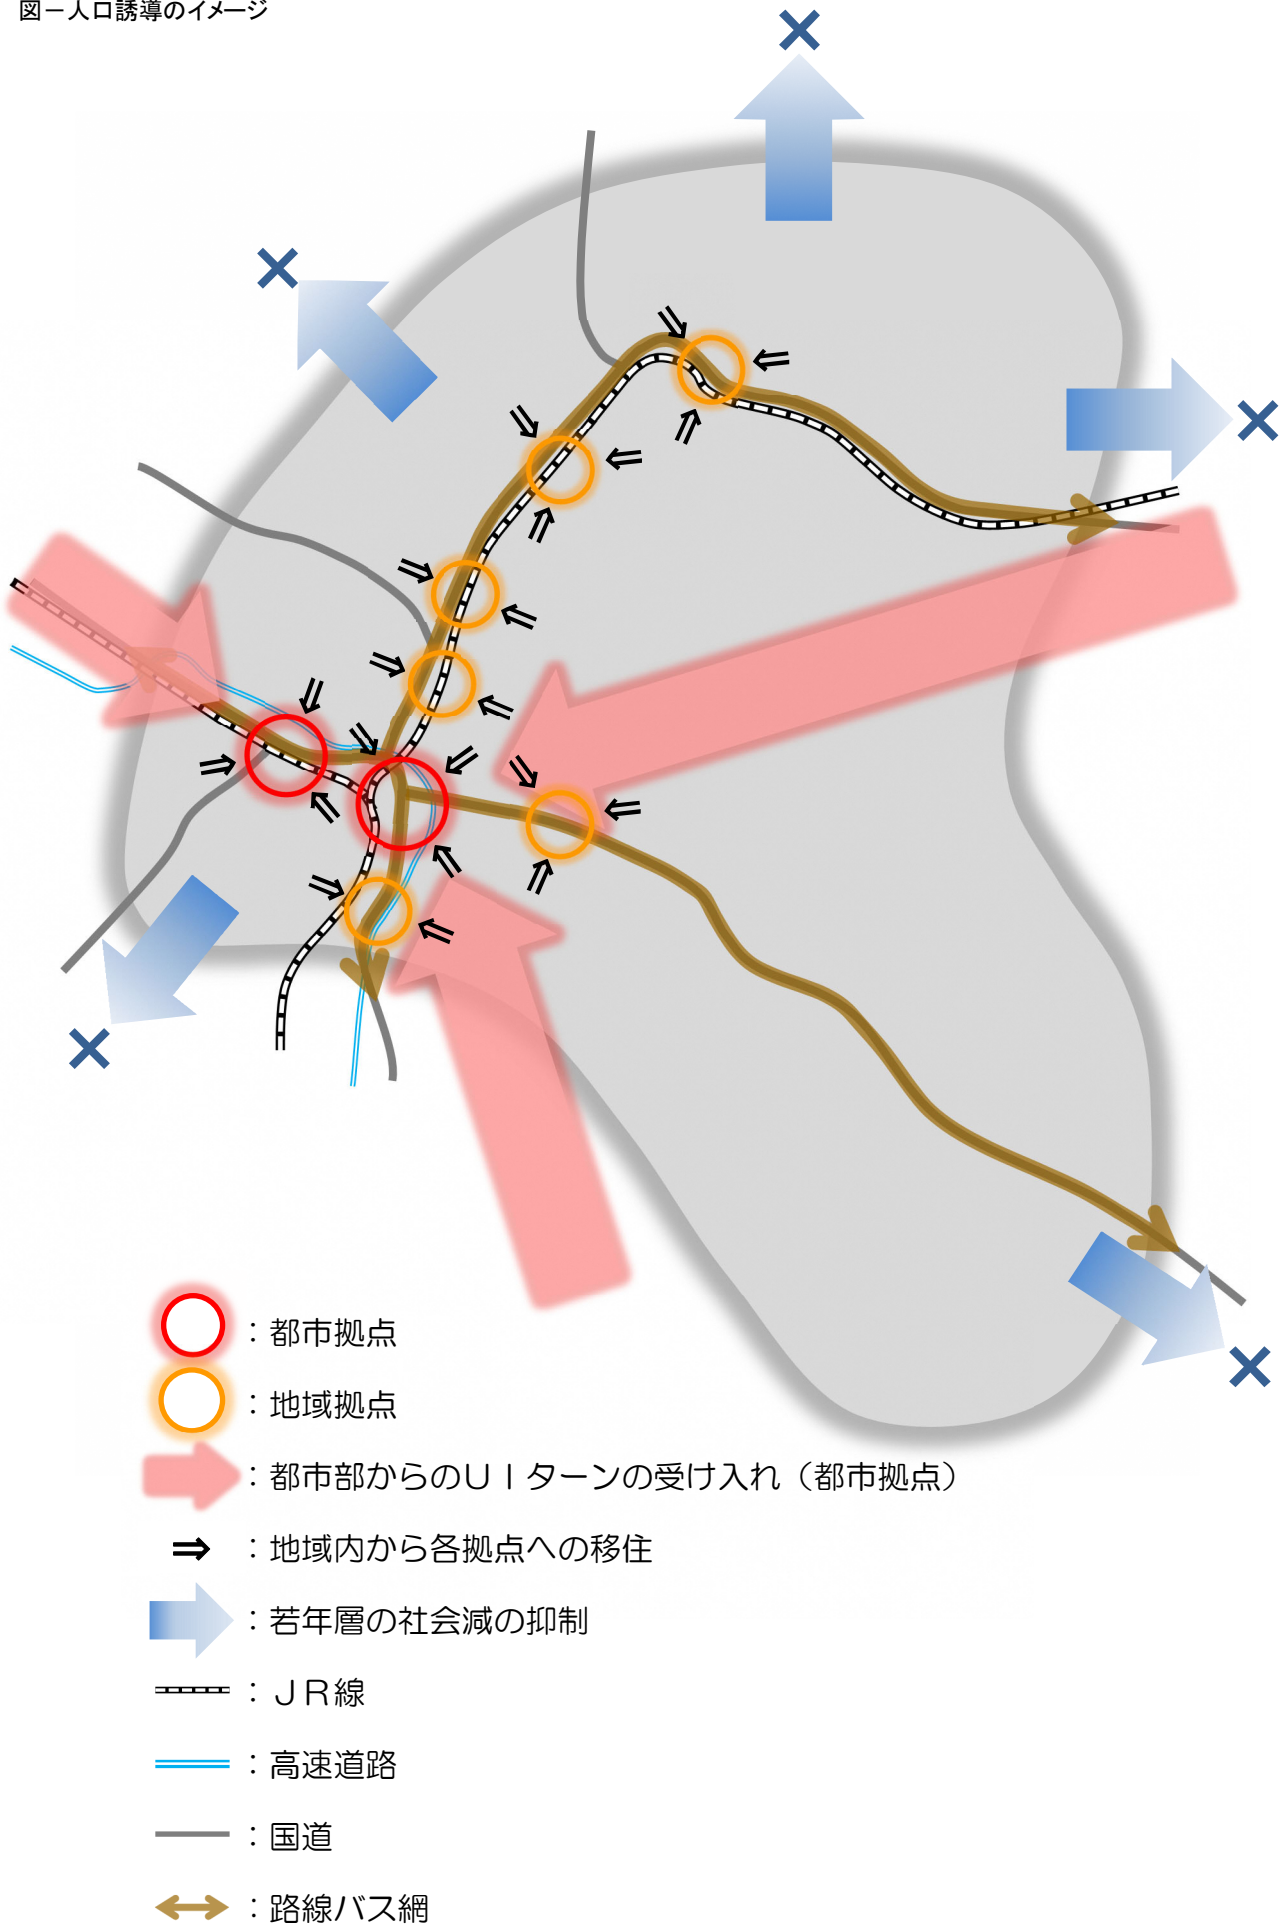 図－人口誘導のイメージ
：都市拠点
：地域拠点
：都市部からのＵＩターンの受け入れ（都市拠点）
：地域内から各拠点への移住
：若年層の社会減の抑制
：ＪＲ線
：高速道路
：国道
：路線バス網